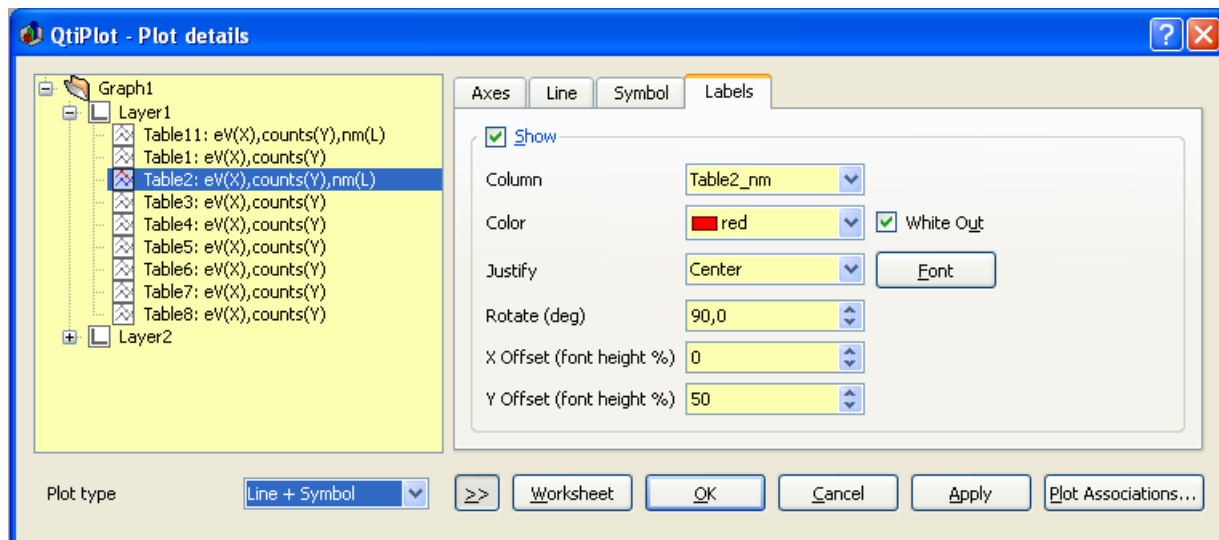 QtiPlot - Plot details
Graph1
Layer1
Table11: eV(X),counts(Y),nm(L)
Table1: eV(X),counts(Y)
Table2: eV(X),counts(Y),nm(L)
Table3: eV(X),counts(Y)
Table4: eV(X),counts(Y)
Table5: eV(X),counts(Y)
Table6: eV(X),counts(Y)
Table7: eV(X),counts(Y)
Table8: eV(X),counts(Y)
Layer2
Axes Line Symbol Labels
Show
Column Table2_nm
Color red White Out
Justify Center Font
Rotate (deg) 90,0
X Offset (font height %) 0
Y Offset (font height %) 50
Plot type Line + Symbol >> Worksheet OK Cancel Apply Plot Associations...